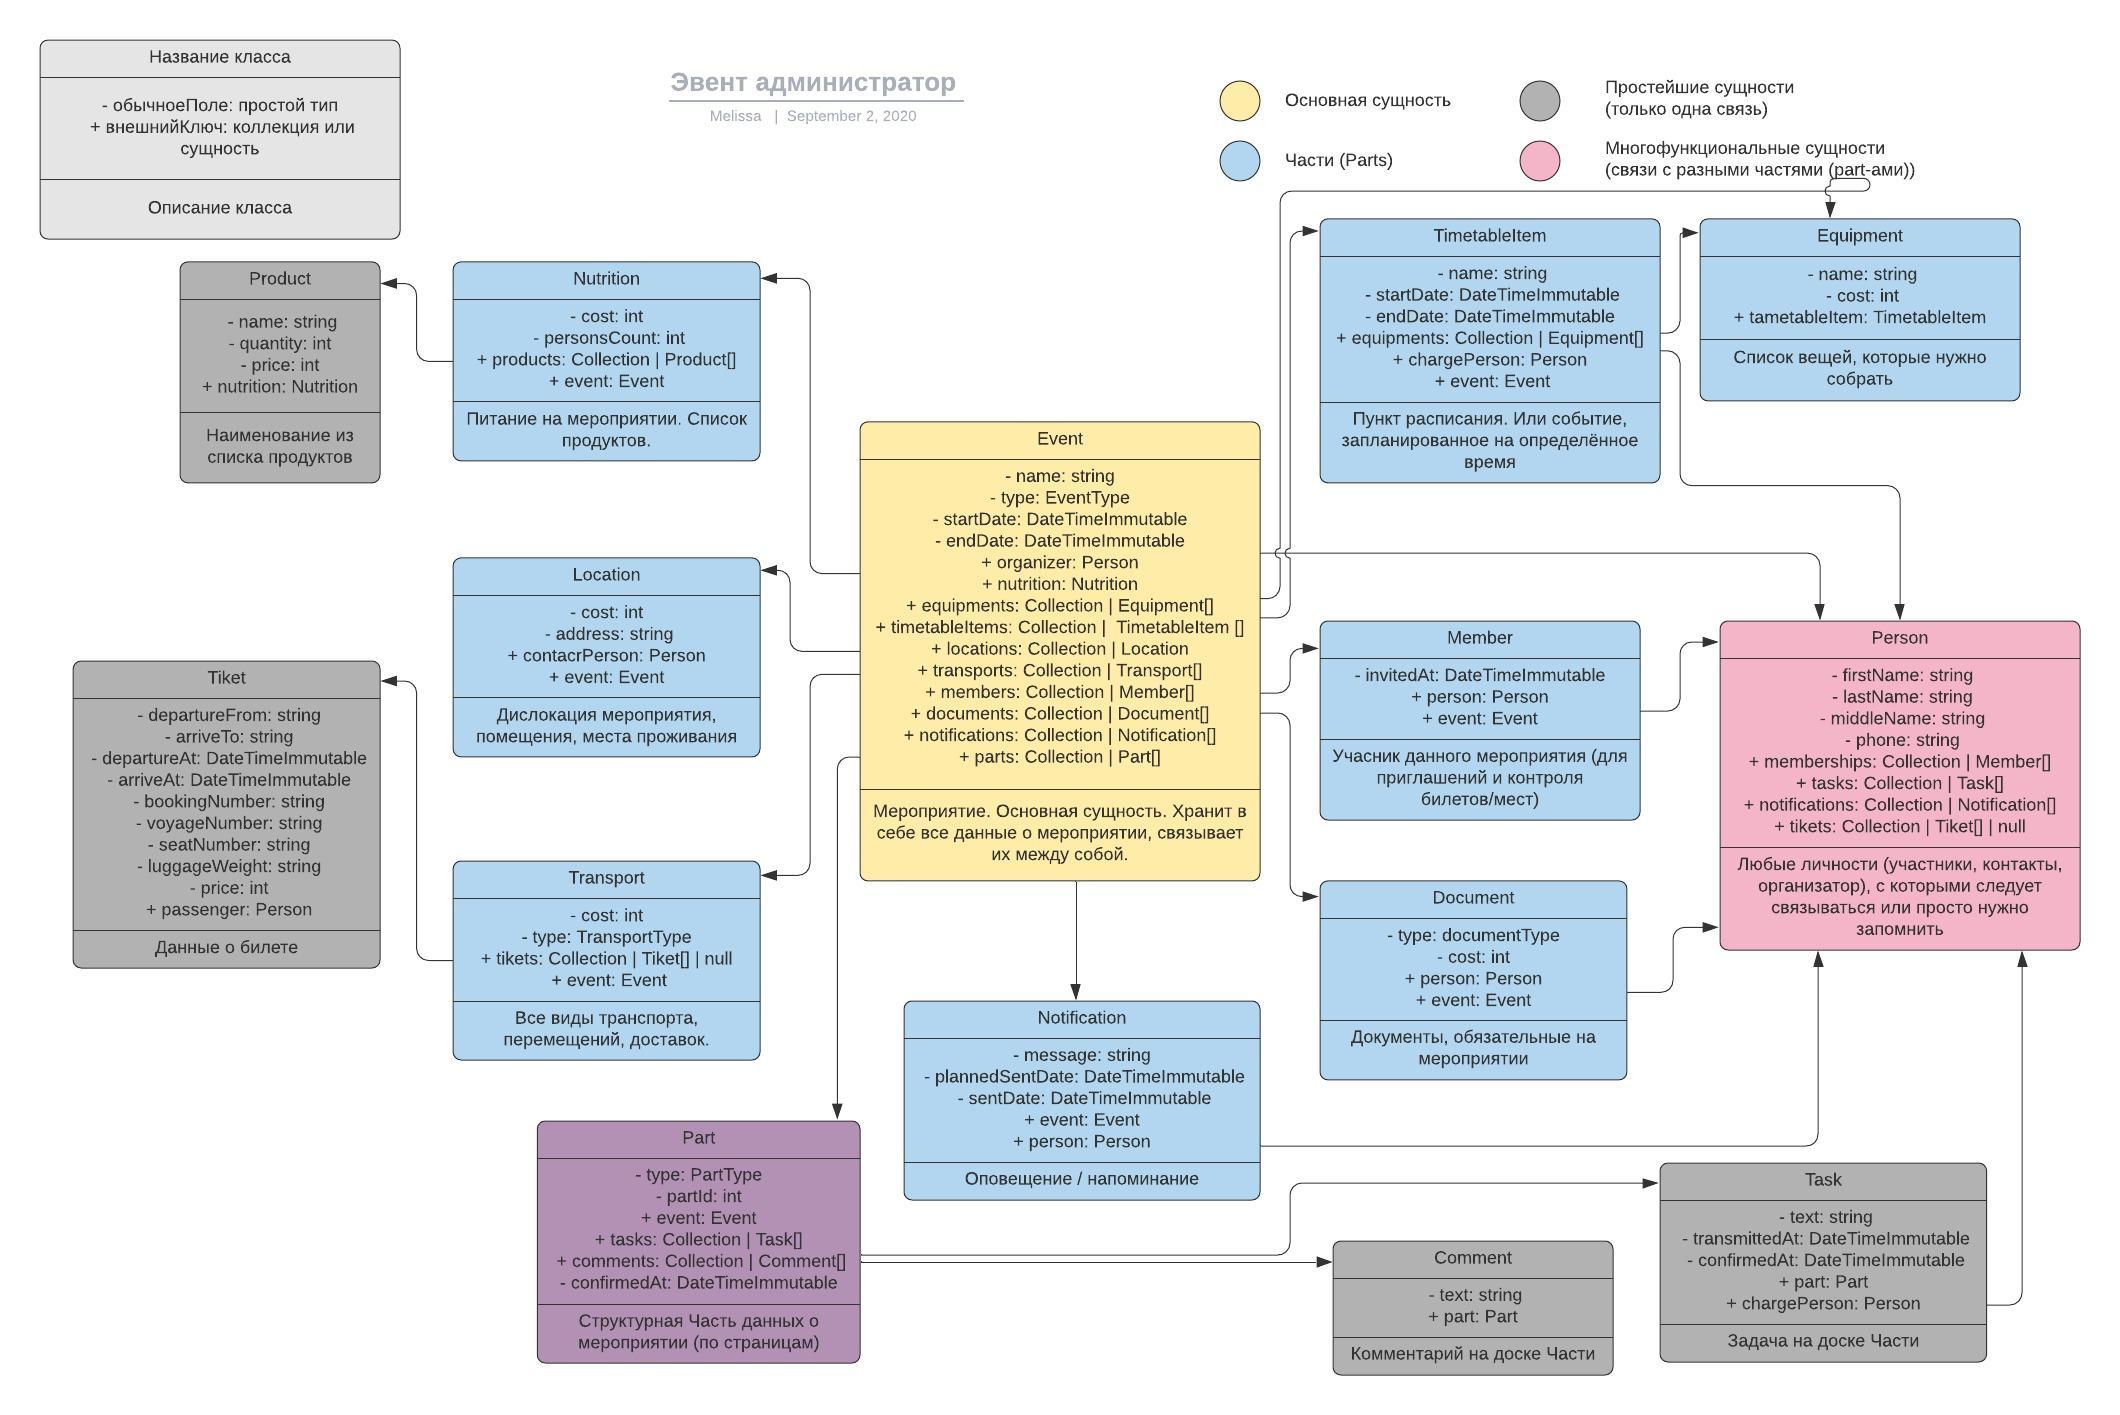 Название класса
- обычноеПоле: простой тип
+ внешнийКлюч: коллекция или
сущность
Описание класса
Эвент администратор
Melissa | September 2, 2020
Основная сущность
Части (Parts)
Простейшие сущности
(только одна связь)
Многофункциональные сущности
(связи с разными частями (part-ами))
Product
- name: string
- quantity: int
- price: int
+ nutrition: Nutrition
Наименование из
списка продуктов
Nutrition
- cost: int
- personsCount: int
+ products: Collection | Product[]
+ event: Event
Питание на мероприятии. Список
продуктов.
TimetableItem
- name: string
- startDate: DateTimeImmutable
- endDate: DateTimeImmutable
+ equipments: Collection | Equipment[]
+ chargePerson: Person
+ event: Event
Пункт расписания. Или событие,
запланированное на определённое
время
Equipment
- name: string
- cost: int
+ tametableItem: TimetableItem
Список вещей, которые нужно
собрать
Event
- name: string
- type: EventType
- startDate: DateTimeImmutable
- endDate: DateTimeImmutable
+ organizer: Person
+ nutrition: Nutrition
+ equipments: Collection | Equipment[]
+ timetableItems: Collection | TimetableItem []
+ locations: Collection | Location
+ transports: Collection | Transport[]
+ members: Collection | Member[]
+ documents: Collection | Document[]
+ notifications: Collection | Notification[]
+ parts: Collection | Part[]
Мероприятие. Основная сущность. Хранит в
себе все данные о мероприятии, связывает
их между собой.
Location
- cost: int
- address: string
+ contacrPerson: Person
+ event: Event
Дислокация мероприятия,
помещения, места проживания
Tiket
- departureFrom: string
- arriveTo: string
- departureAt: DateTimeImmutable
- arriveAt: DateTimeImmutable
- bookingNumber: string
- voyageNumber: string
- seatNumber: string
- luggageWeight: string
- price: int
+ passenger: Person
Данные о билете
Transport
- cost: int
- type: TransportType
+ tikets: Collection | Tiket[] | null
+ event: Event
Все виды транспорта,
перемещений, доставок.
Member
- invitedAt: DateTimeImmutable
+ person: Person
+ event: Event
Учасник данного мероприятия (для
приглашений и контроля
билетов/мест)
Person
- firstName: string
- lastName: string
- middleName: string
- phone: string
+ memberships: Collection | Member[]
+ tasks: Collection | Task[]
+ notifications: Collection | Notification[]
+ tikets: Collection | Tiket[] | null
Любые личности (участники, контакты,
организатор), с которыми следует
связываться или просто нужно
запомнить
Document
- type: documentType
- cost: int
+ person: Person
+ event: Event
Документы, обязательные на
мероприятии
Notification
- message: string
- plannedSentDate: DateTimeImmutable
- sentDate: DateTimeImmutable
+ event: Event
+ person: Person
Оповещение / напоминание
Part
- type: PartType
- partId: int
+ event: Event
+ tasks: Collection | Task[]
+ comments: Collection | Comment[]
- confirmedAt: DateTimeImmutable
Структурная Часть данных о
мероприятии (по страницам)
Comment
- text: string
+ part: Part
Комментарий на доске Части
Task
- text: string
- transmittedAt: DateTimeImmutable
- confirmedAt: DateTimeImmutable
+ part: Part
+ chargePerson: Person
Задача на доске Части